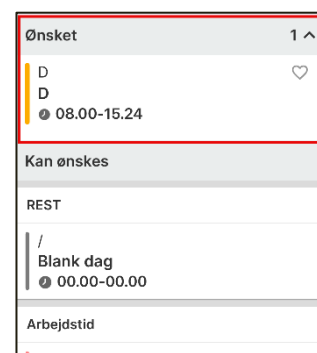 Ønsket 1
D
D
08.00-15.24
Kan ønskes
REST
/
Blank dag
00.00-00.00
Arbejdstid